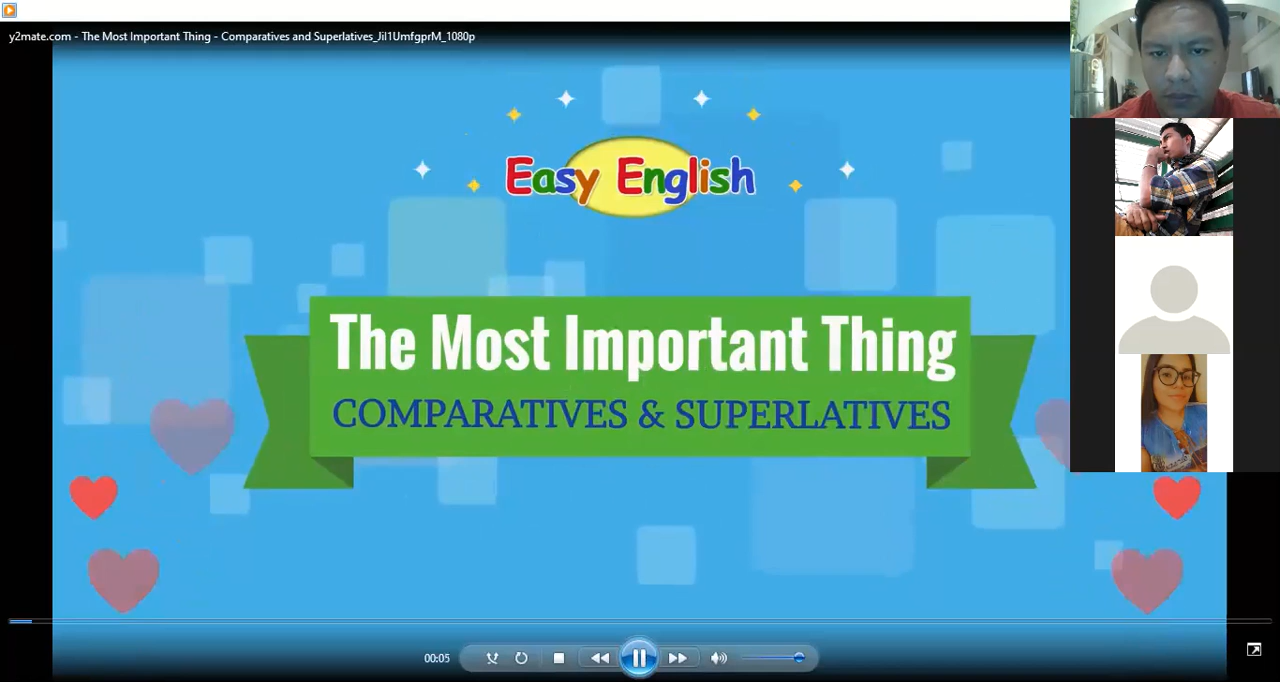 y2mate.com - The Most Important Thing - Comparatives and Superlatives_Jil1UmfgprM_1080p
Easy English
The Most Important Thing
COMPARATIVES & SUPERLATIVES
00:05